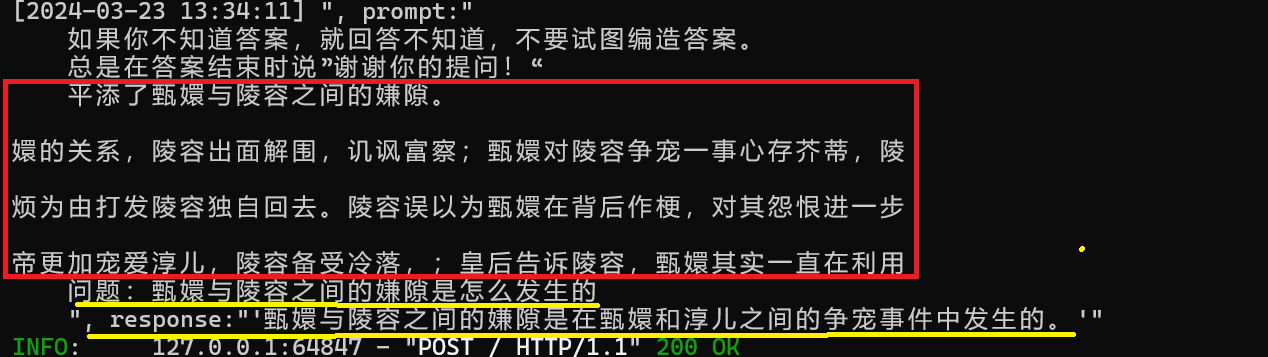 [2024-03-23 13:34:11] ", prompt:"
如果你不知道答案，就回答不知道，不要试图编造答案。
总是在答案结束时说”谢谢你的提问！“
平添了甄嬛与陵容之间的嫌隙。
嬛的关系，陵容出面解围，讥讽富察；甄嬛对陵容争宠一事心存芥蒂，陵
烦为由打发陵容独自回去。陵容误以为甄嬛在背后作梗，对其怨恨进一步
帝更加宠爱淳儿，陵容备受冷落，；皇后告诉陵容，甄嬛其实一直在利用
问题：甄嬛与陵容之间的嫌隙是怎么发生的
", response:"'甄嬛与陵容之间的嫌隙是在甄嬛和淳儿之间的争宠事件中发生的。'"
INFO: 127.0.0.1:64847 - "POST / HTTP/1.1" 200 OK